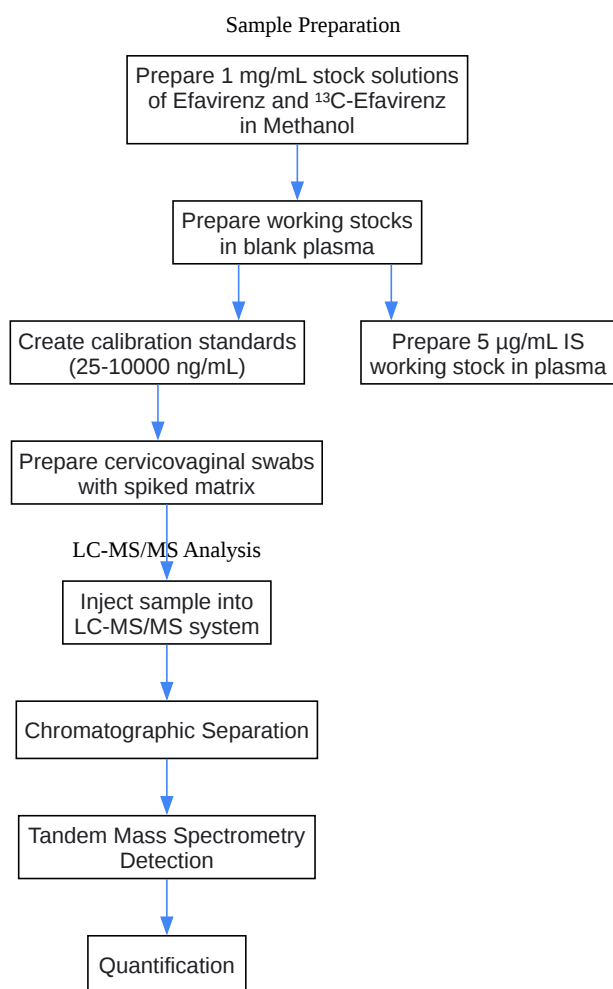 Sample Preparation
Prepare 1 mg/mL stock solutions
of Efavirenz and ¹³C-Efavirenz
in Methanol
Prepare working stocks
in blank plasma
Create calibration standards
(25-10000 ng/mL)
Prepare 5 µg/mL IS
working stock in plasma
Prepare cervicovaginal swabs
with spiked matrix
LC-MS/MS Analysis
Inject sample into
LC-MS/MS system
Chromatographic Separation
Tandem Mass Spectrometry
Detection
Quantification